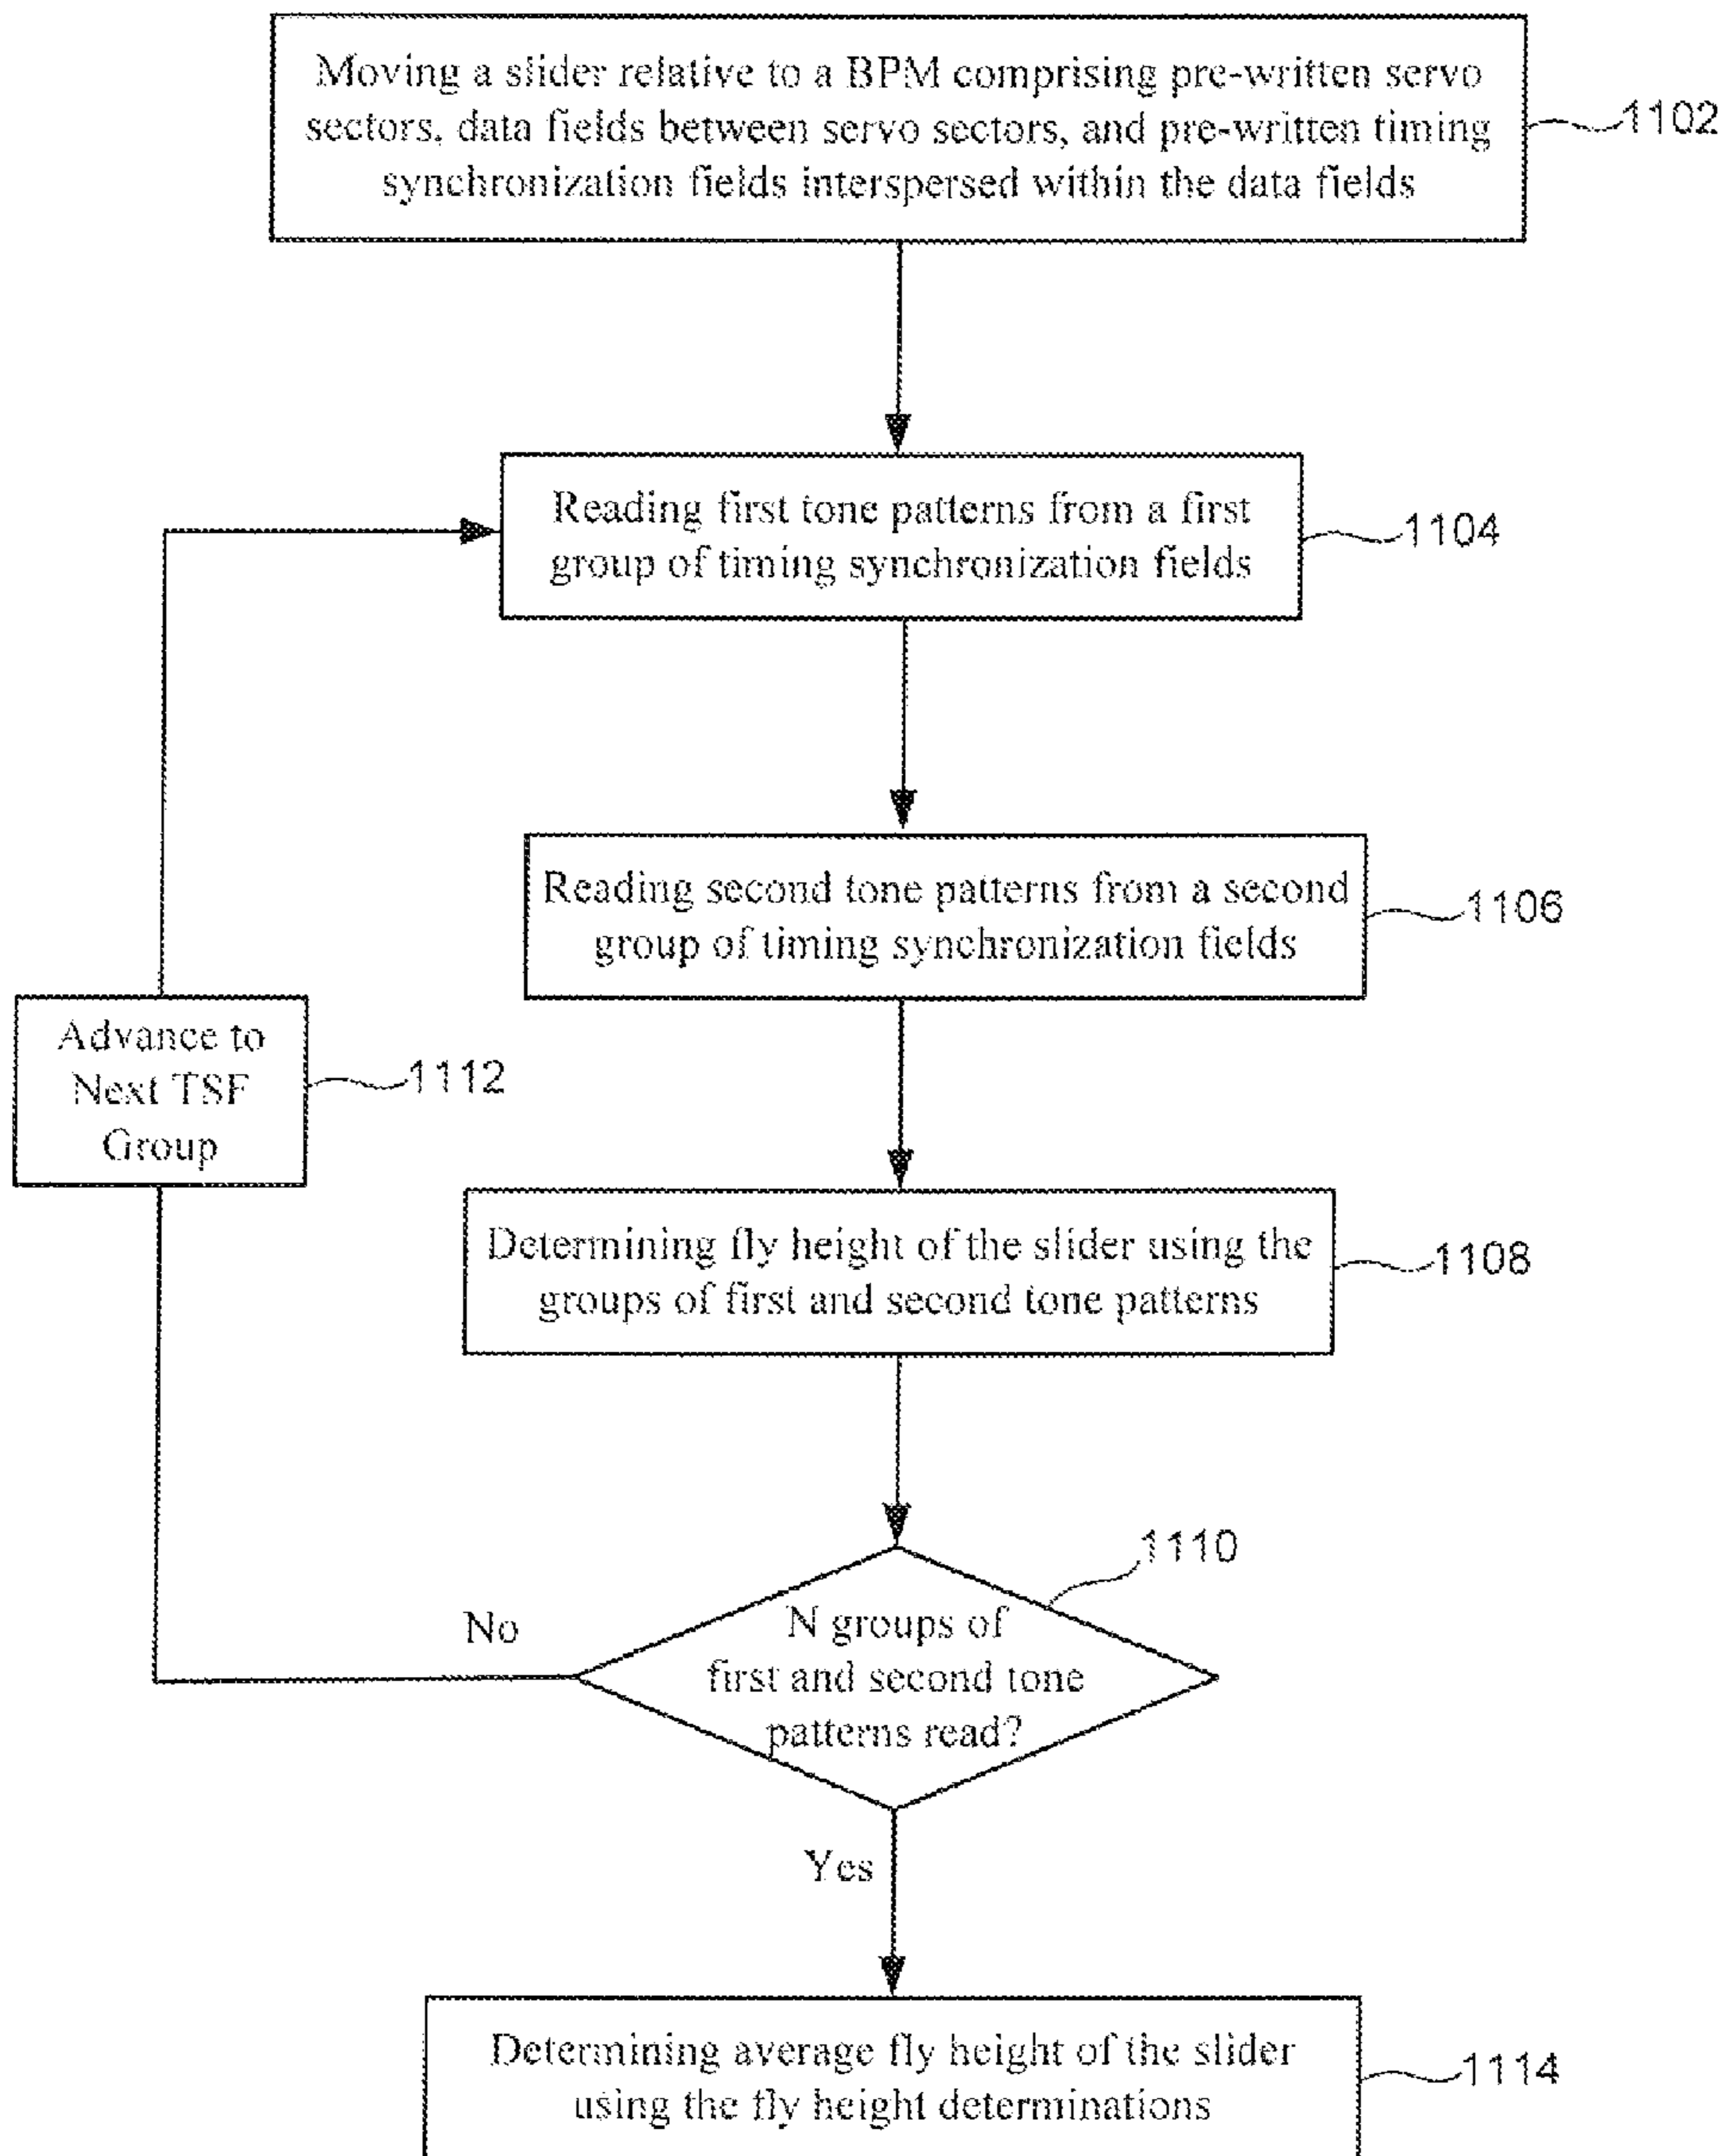 Moving a slider relative to a BPM comprising pre-written servo
sectors, data fields between servo sectors, and pre-written timing
synchronization fields interspersed within the data fields
1102
Reading first tone patterns from a first
group of timing synchronization fields
1104
Reading second tone patterns from a second
group of timing synchronization fields
1106
Advance to
Next TSF
Group
1112
Determining fly height of the slider using the
groups of first and second tone patterns
1108
1110
No
N groups of
first and second tone
patterns read?
Yes
Determining average fly height of the slider
using the fly height determinations
1114